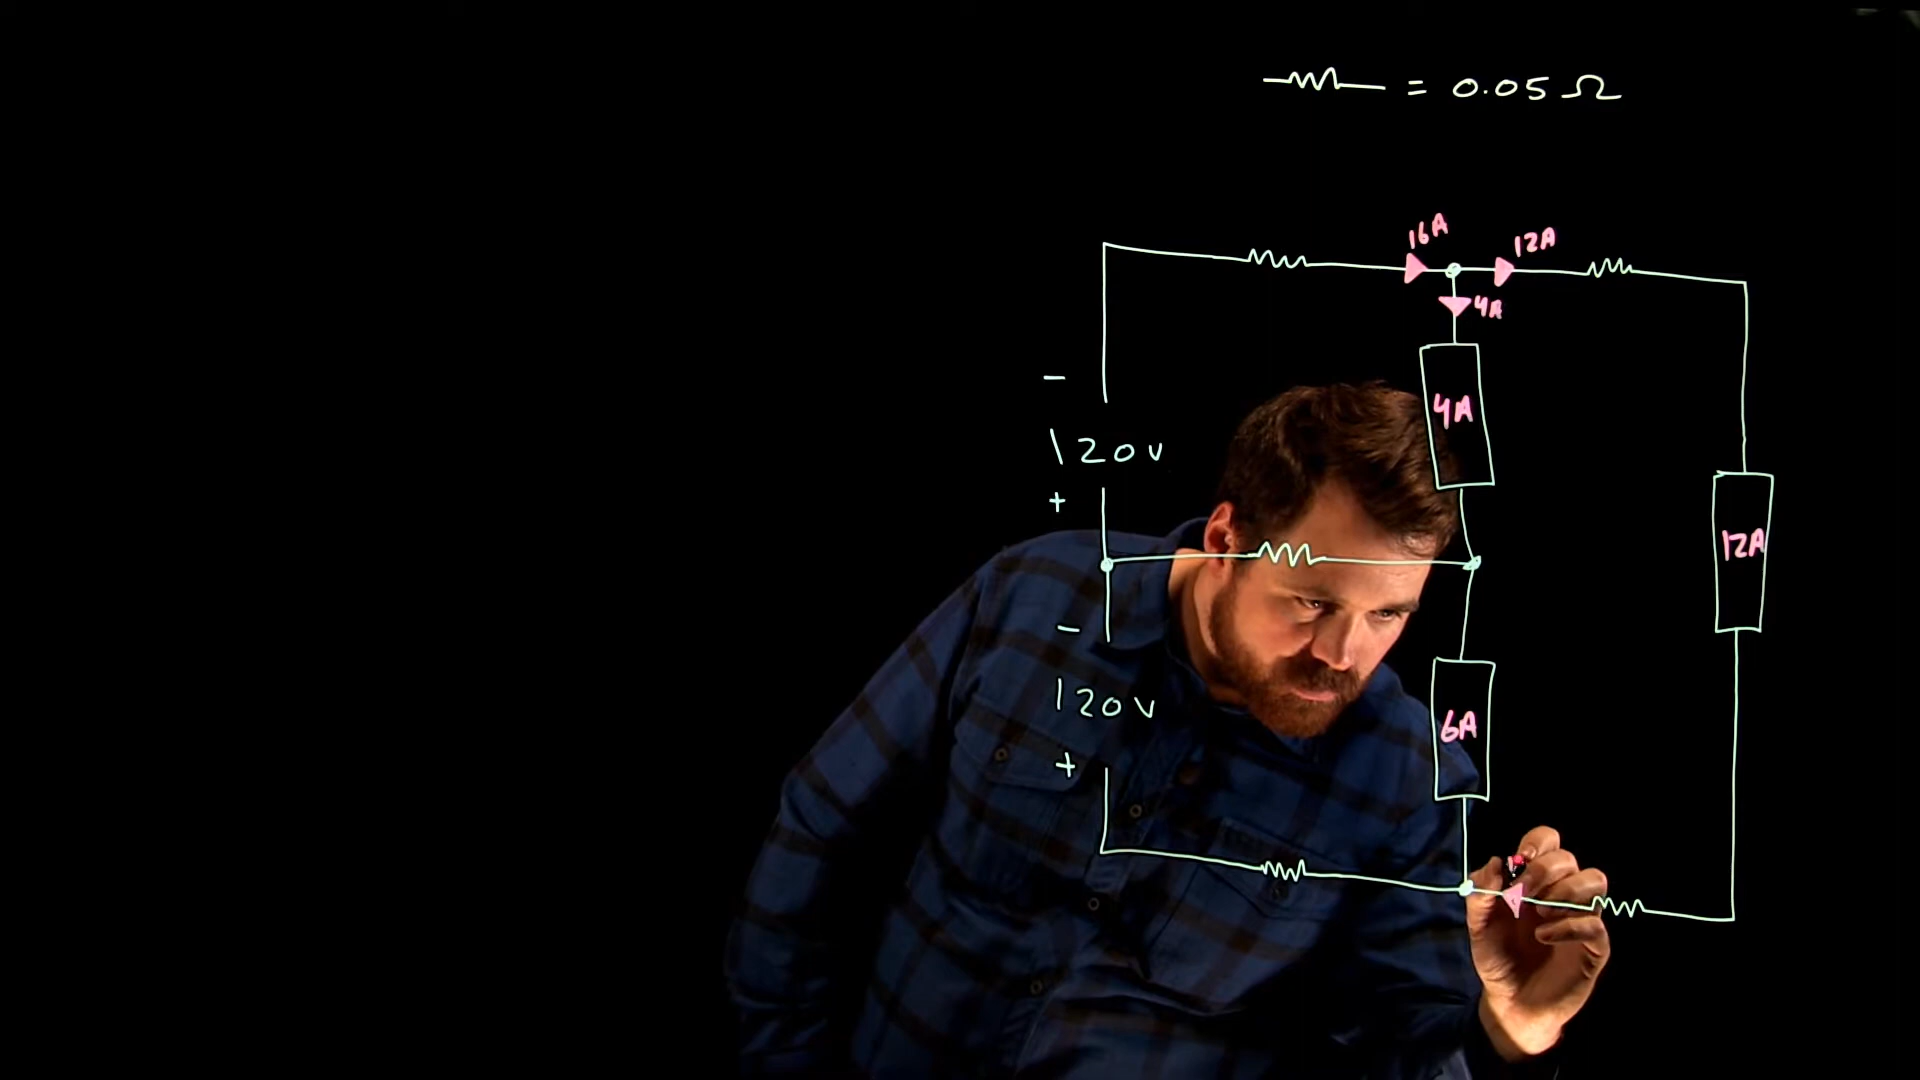 = 0.05 Ω
16A
12A
4A
-
4A
120v
+
12A
-
120v
6A
+